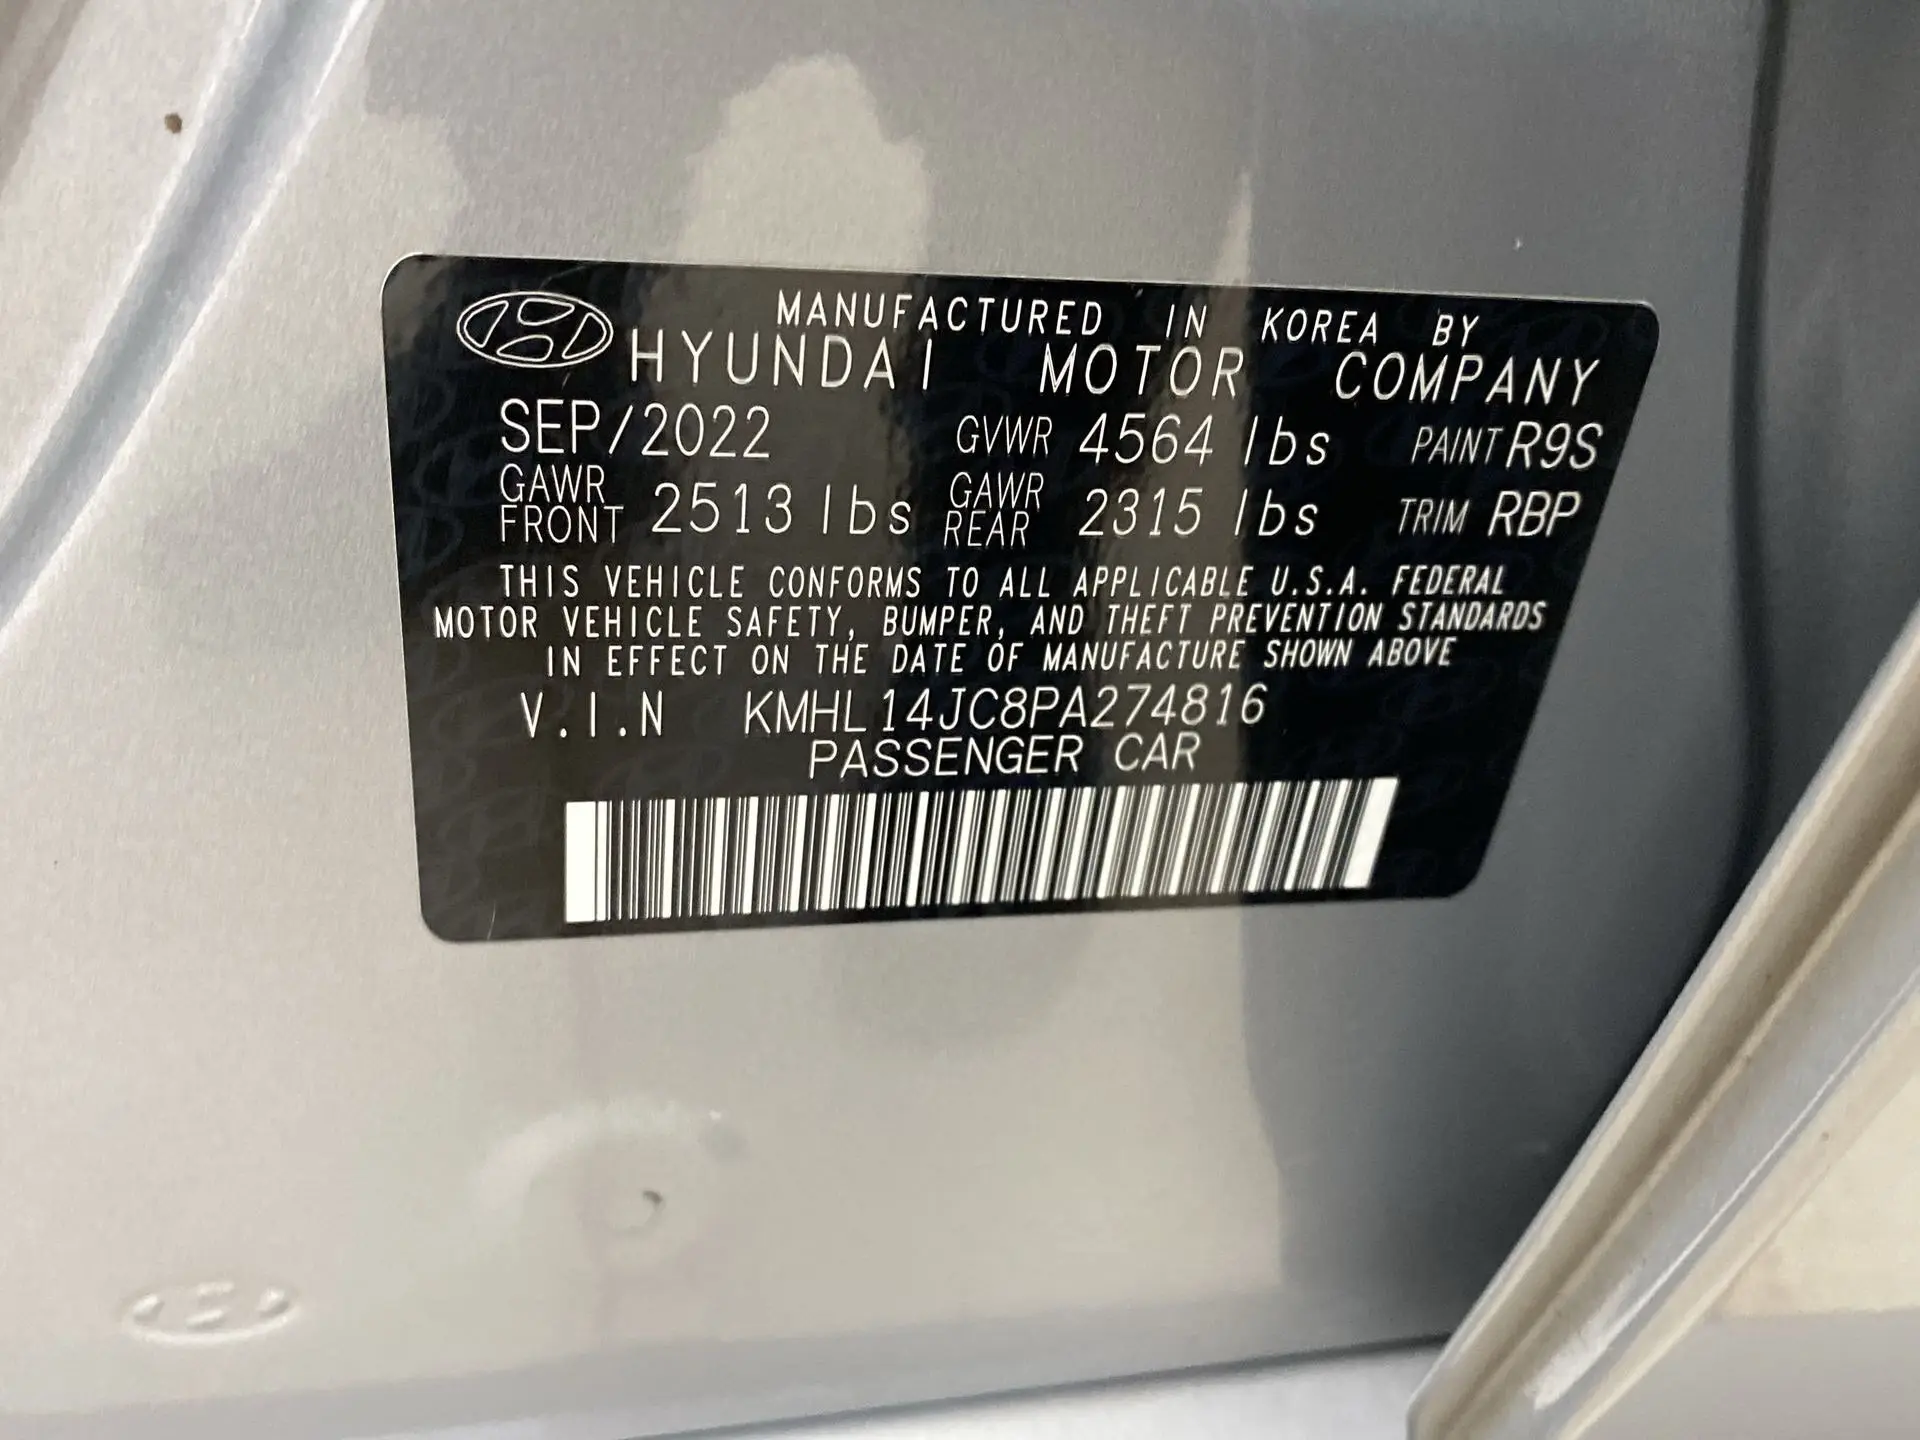 MANUFACTURED IN KOREA BY
HYUNDAI MOTOR COMPANY
SEP/2022 GVWR 4564 lbs PAINT R9S
GAWR FRONT 2513 lbs GAWR REAR 2315 lbs TRIM RBP
THIS VEHICLE CONFORMS TO ALL APPLICABLE U.S.A. FEDERAL
MOTOR VEHICLE SAFETY, BUMPER, AND THEFT PREVENTION STANDARDS
IN EFFECT ON THE DATE OF MANUFACTURE SHOWN ABOVE
V.I.N KMHL14JC8PA274816
PASSENGER CAR